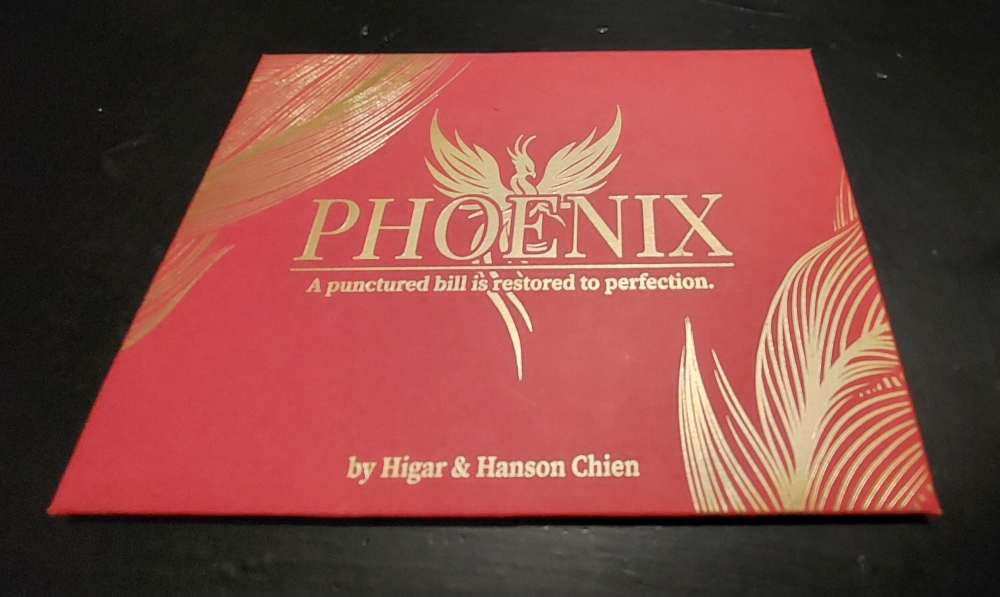 PHOENIX
A punctured bill is restored to perfection.
by Higar & Hanson Chien